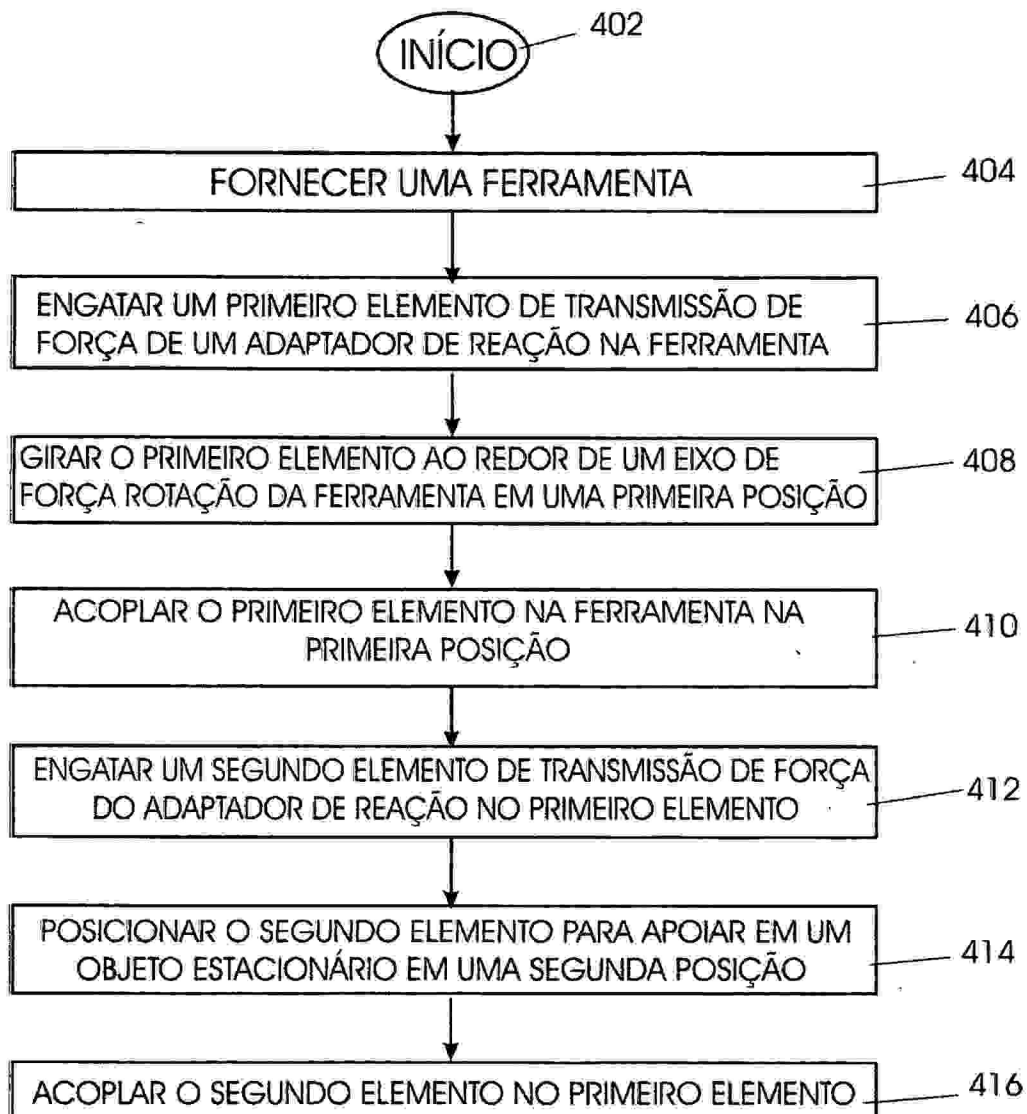 INÍCIO
402
FORNECER UMA FERRAMENTA
404
ENGATAR UM PRIMEIRO ELEMENTO DE TRANSMISSÃO DE
FORÇA DE UM ADAPTADOR DE REAÇÃO NA FERRAMENTA
406
GIRAR O PRIMEIRO ELEMENTO AO REDOR DE UM EIXO DE
FORÇA ROTAÇÃO DA FERRAMENTA EM UMA PRIMEIRA POSIÇÃO
408
ACOPLAR O PRIMEIRO ELEMENTO NA FERRAMENTA NA
PRIMEIRA POSIÇÃO
410
ENGATAR UM SEGUNDO ELEMENTO DE TRANSMISSÃO DE FORÇA
DO ADAPTADOR DE REAÇÃO NO PRIMEIRO ELEMENTO
412
POSICIONAR O SEGUNDO ELEMENTO PARA APOIAR EM UM
OBJETO ESTACIONÁRIO EM UMA SEGUNDA POSIÇÃO
414
ACOPLAR O SEGUNDO ELEMENTO NO PRIMEIRO ELEMENTO
416